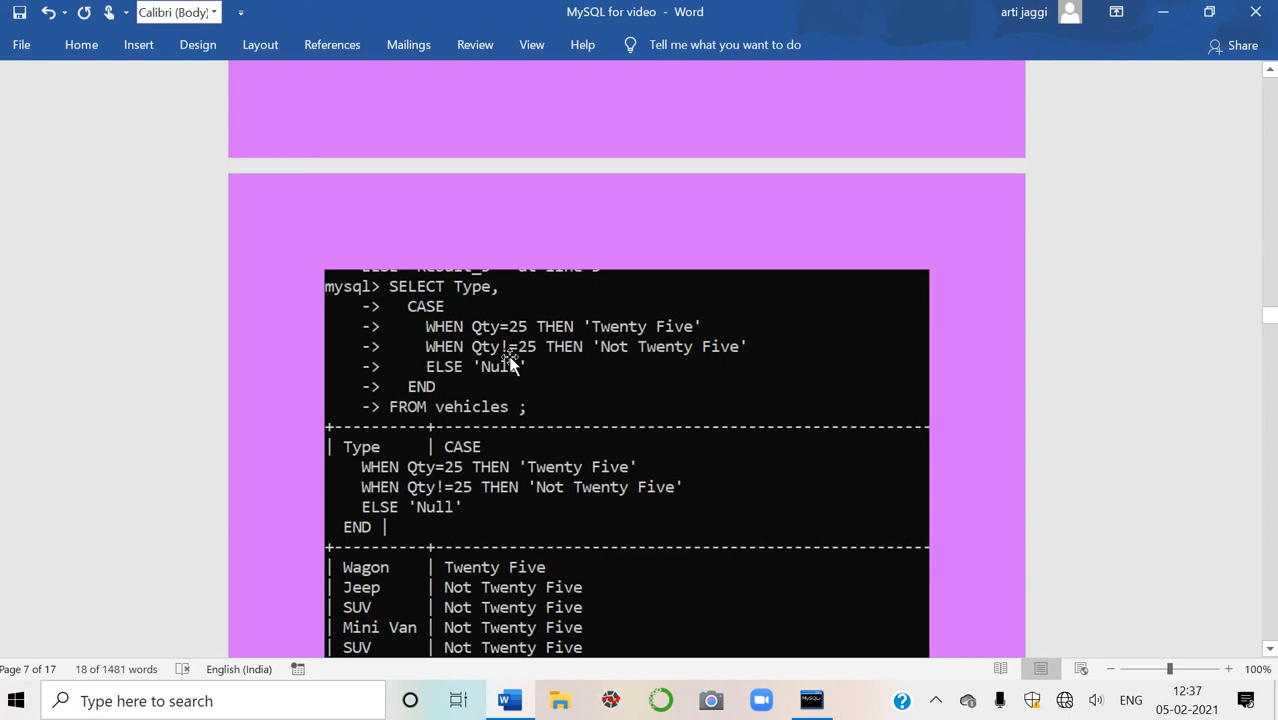 Calibri (Body)
MySQL for video - Word
arti jaggi
File Home Insert Design Layout References Mailings Review View Help Tell me what you want to do
Share
mysql> SELECT Type,
-> CASE
-> WHEN Qty=25 THEN 'Twenty Five'
-> WHEN Qty!=25 THEN 'Not Twenty Five'
-> ELSE 'Null'
-> END
-> FROM vehicles ;
+----------+------------------------------------------------------
| Type | CASE
WHEN Qty=25 THEN 'Twenty Five'
WHEN Qty!=25 THEN 'Not Twenty Five'
ELSE 'Null'
END |
+----------+------------------------------------------------------
| Wagon | Twenty Five
| Jeep | Not Twenty Five
| SUV | Not Twenty Five
| Mini Van | Not Twenty Five
| SUV | Not Twenty Five
Page 7 of 17 18 of 1481 words English (India) 100%
Type here to search
ENG
12:37
05-02-2021